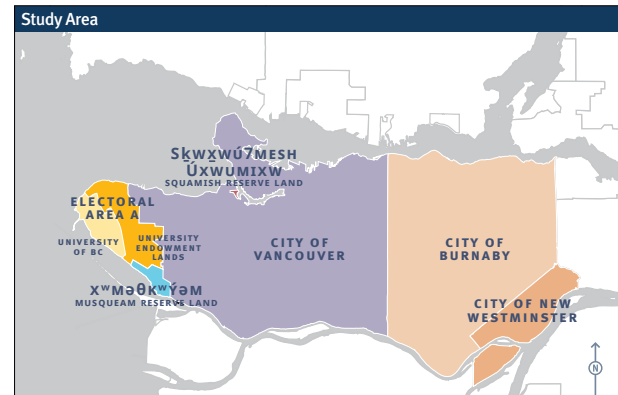 Study Area
Sḵwx̱wú7mesh
Úxwumixw
SQUAMISH RESERVE LAND
ELECTORAL
AREA A
UNIVERSITY
OF BC
UNIVERSITY
ENDOWMENT
LANDS
CITY OF
VANCOUVER
CITY OF
BURNABY
xʷməθkʷəy̓əm
MUSQUEAM RESERVE LAND
CITY OF NEW
WESTMINSTER
N